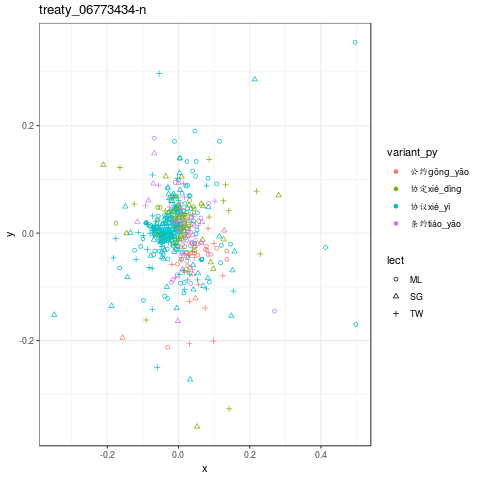 treaty_06773434-n
variant_py
公约gōng_yāo
协定xié_dìng
协议xié_yì
条约tiáo_yāo
lect
ML
SG
TW
0.2
0.0
-0.2
y
-0.2
0.0
0.2
0.4
x